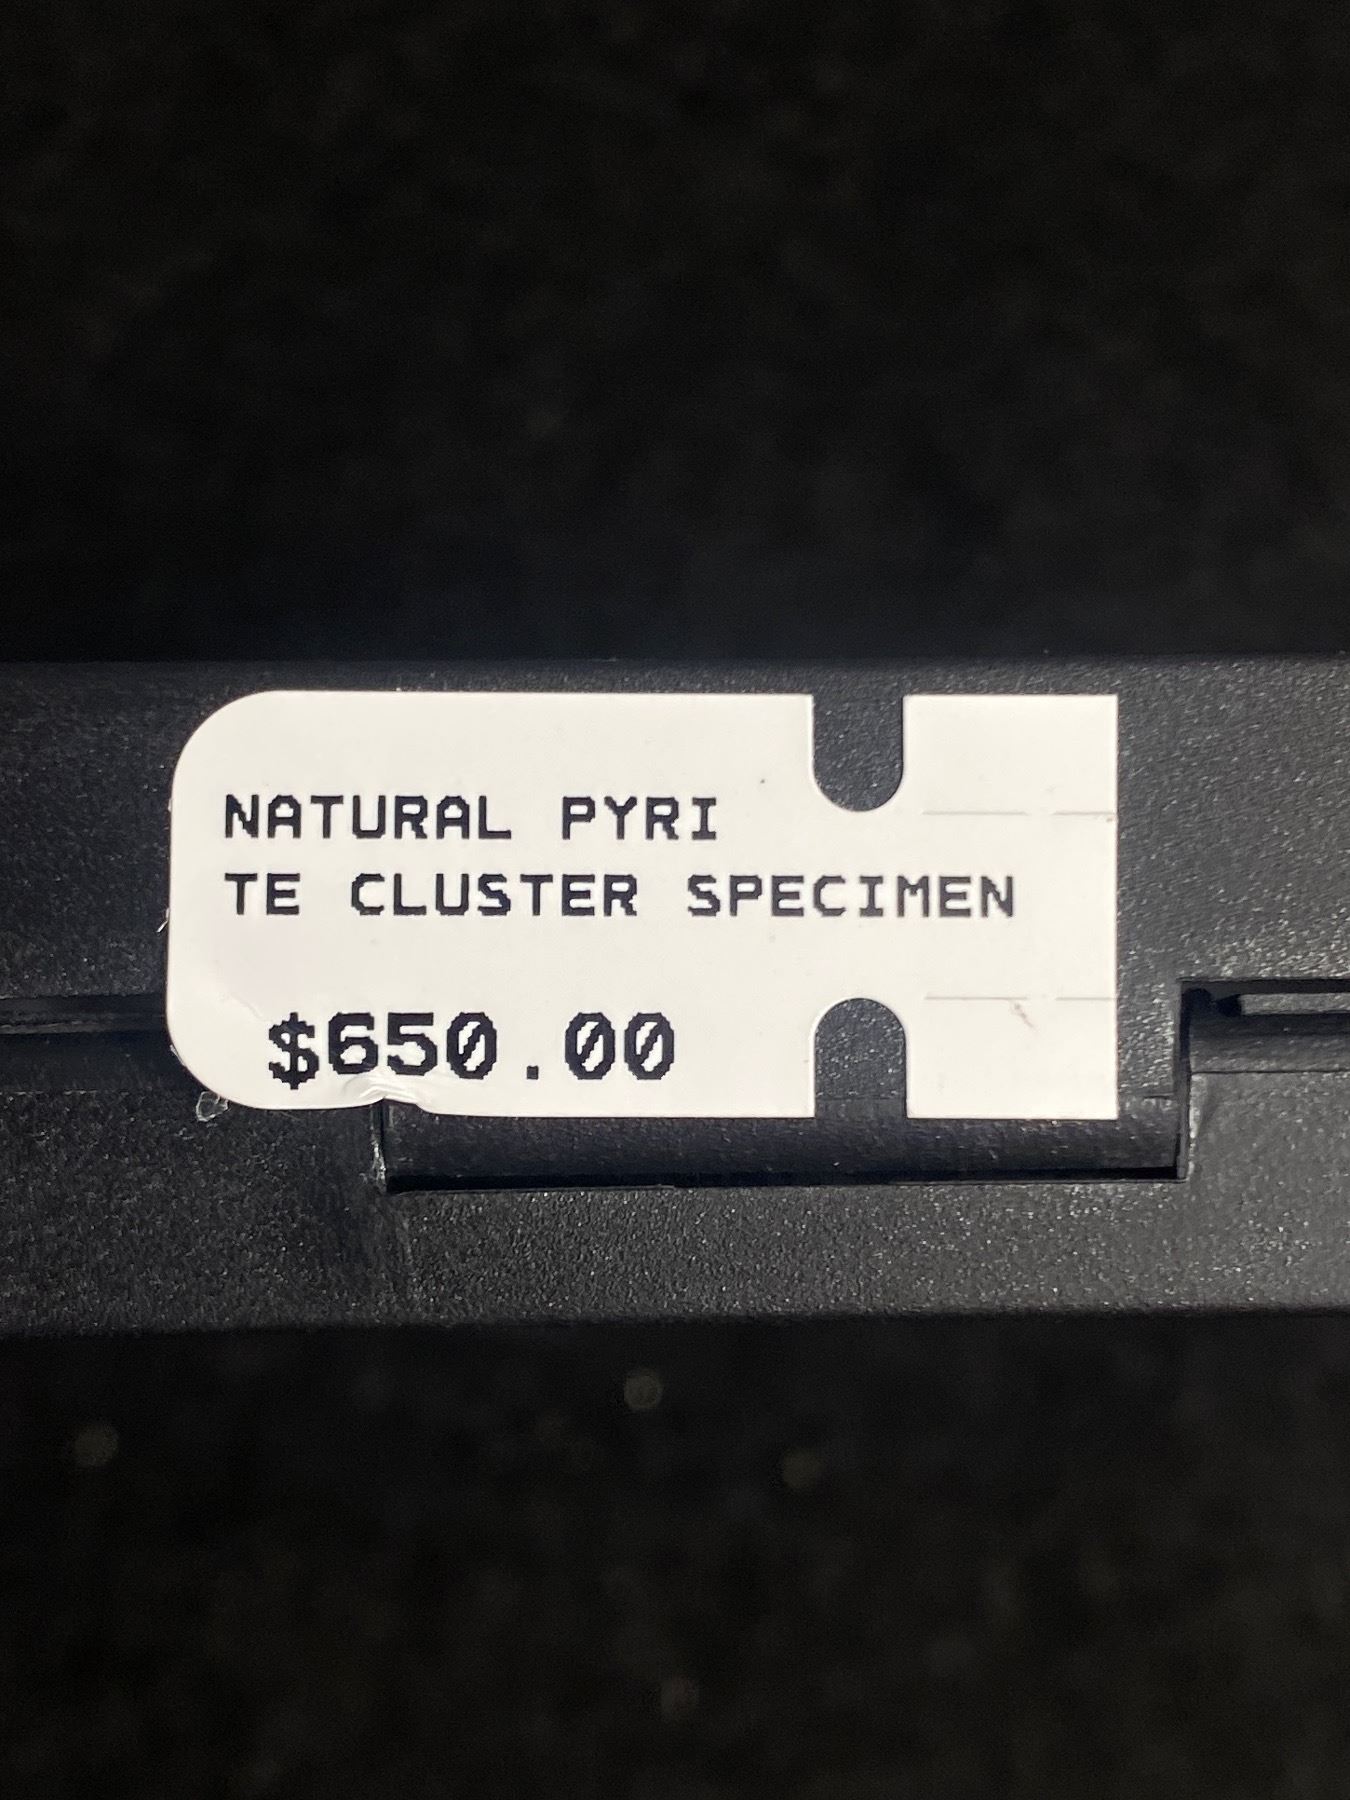 NATURAL PYRI
TE CLUSTER SPECIMEN
$650.00